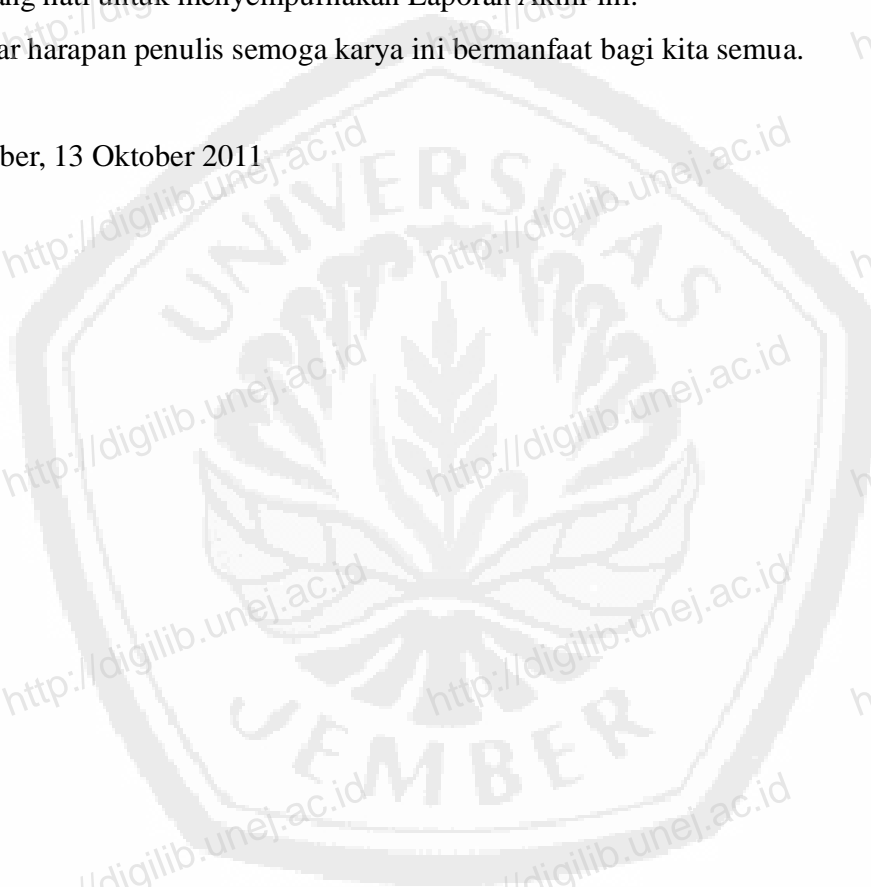 ang hati untuk menyempurnakan Laporan Akhir ini.
ar harapan penulis semoga karya ini bermanfaat bagi kita semua.
ber, 13 Oktober 2011
UNIVERSITAS
JEMBER
http://digilib.unej.ac.id
http://digilib.unej.ac.id
http://digilib.unej.ac.id
http://digilib.unej.ac.id
http://digilib.unej.ac.id
http://digilib.unej.ac.id